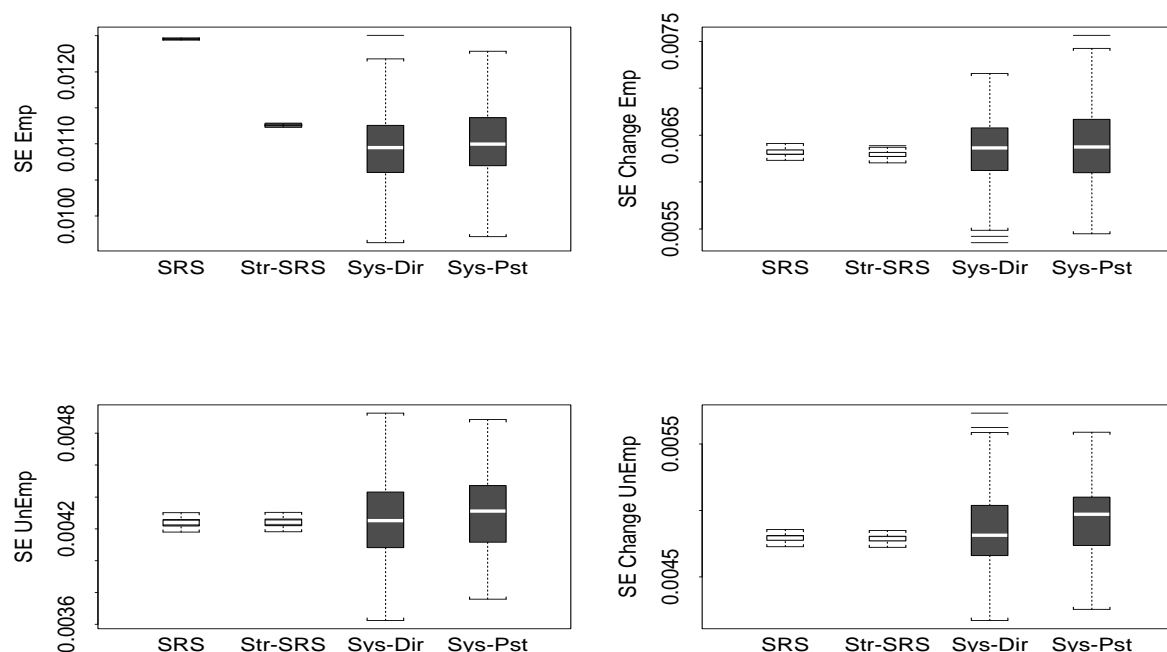 SE Emp
0.0120
0.0110
0.0100
SRS Str-SRS Sys-Dir Sys-Pst
SE Change Emp
0.0075
0.0065
0.0055
SRS Str-SRS Sys-Dir Sys-Pst
SE UnEmp
0.0048
0.0042
0.0036
SRS Str-SRS Sys-Dir Sys-Pst
SE Change UnEmp
0.0055
0.0045
SRS Str-SRS Sys-Dir Sys-Pst